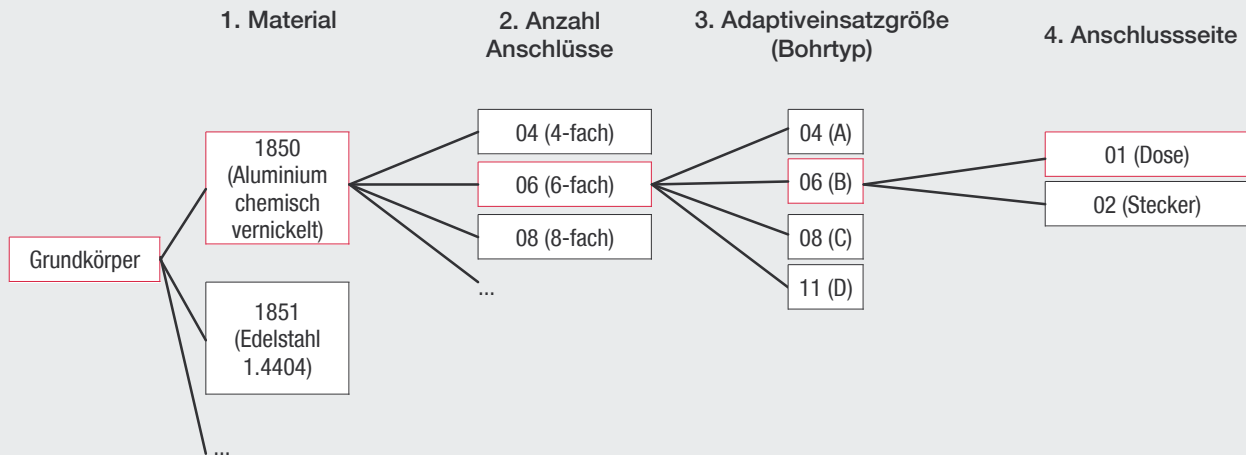 1. Material
2. Anzahl
Anschlüsse
3. Adaptiveinsatzgröße
(Bohrtyp)
4. Anschlussseite
Grundkörper
1850
(Aluminium
chemisch
vernickelt)
1851
(Edelstahl
1.4404)
...
04 (4-fach)
06 (6-fach)
08 (8-fach)
...
04 (A)
06 (B)
08 (C)
11 (D)
01 (Dose)
02 (Stecker)